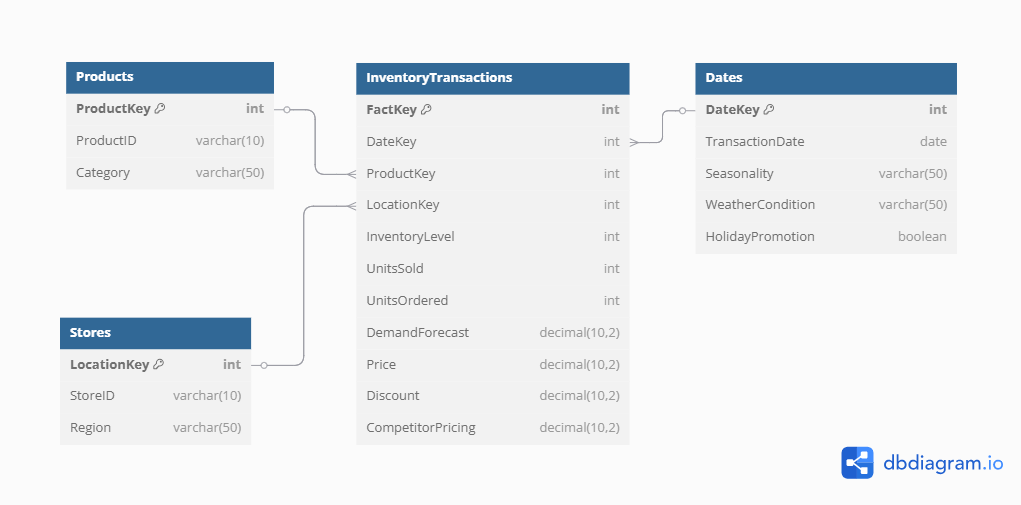 Products
ProductKey int
ProductID varchar(10)
Category varchar(50)
InventoryTransactions
FactKey int
DateKey int
ProductKey int
LocationKey int
InventoryLevel int
UnitsSold int
UnitsOrdered int
DemandForecast decimal(10,2)
Price decimal(10,2)
Discount decimal(10,2)
CompetitorPricing decimal(10,2)
Dates
DateKey int
TransactionDate date
Seasonality varchar(50)
WeatherCondition varchar(50)
HolidayPromotion boolean
Stores
LocationKey int
StoreID varchar(10)
Region varchar(50)
dbdiagram.io